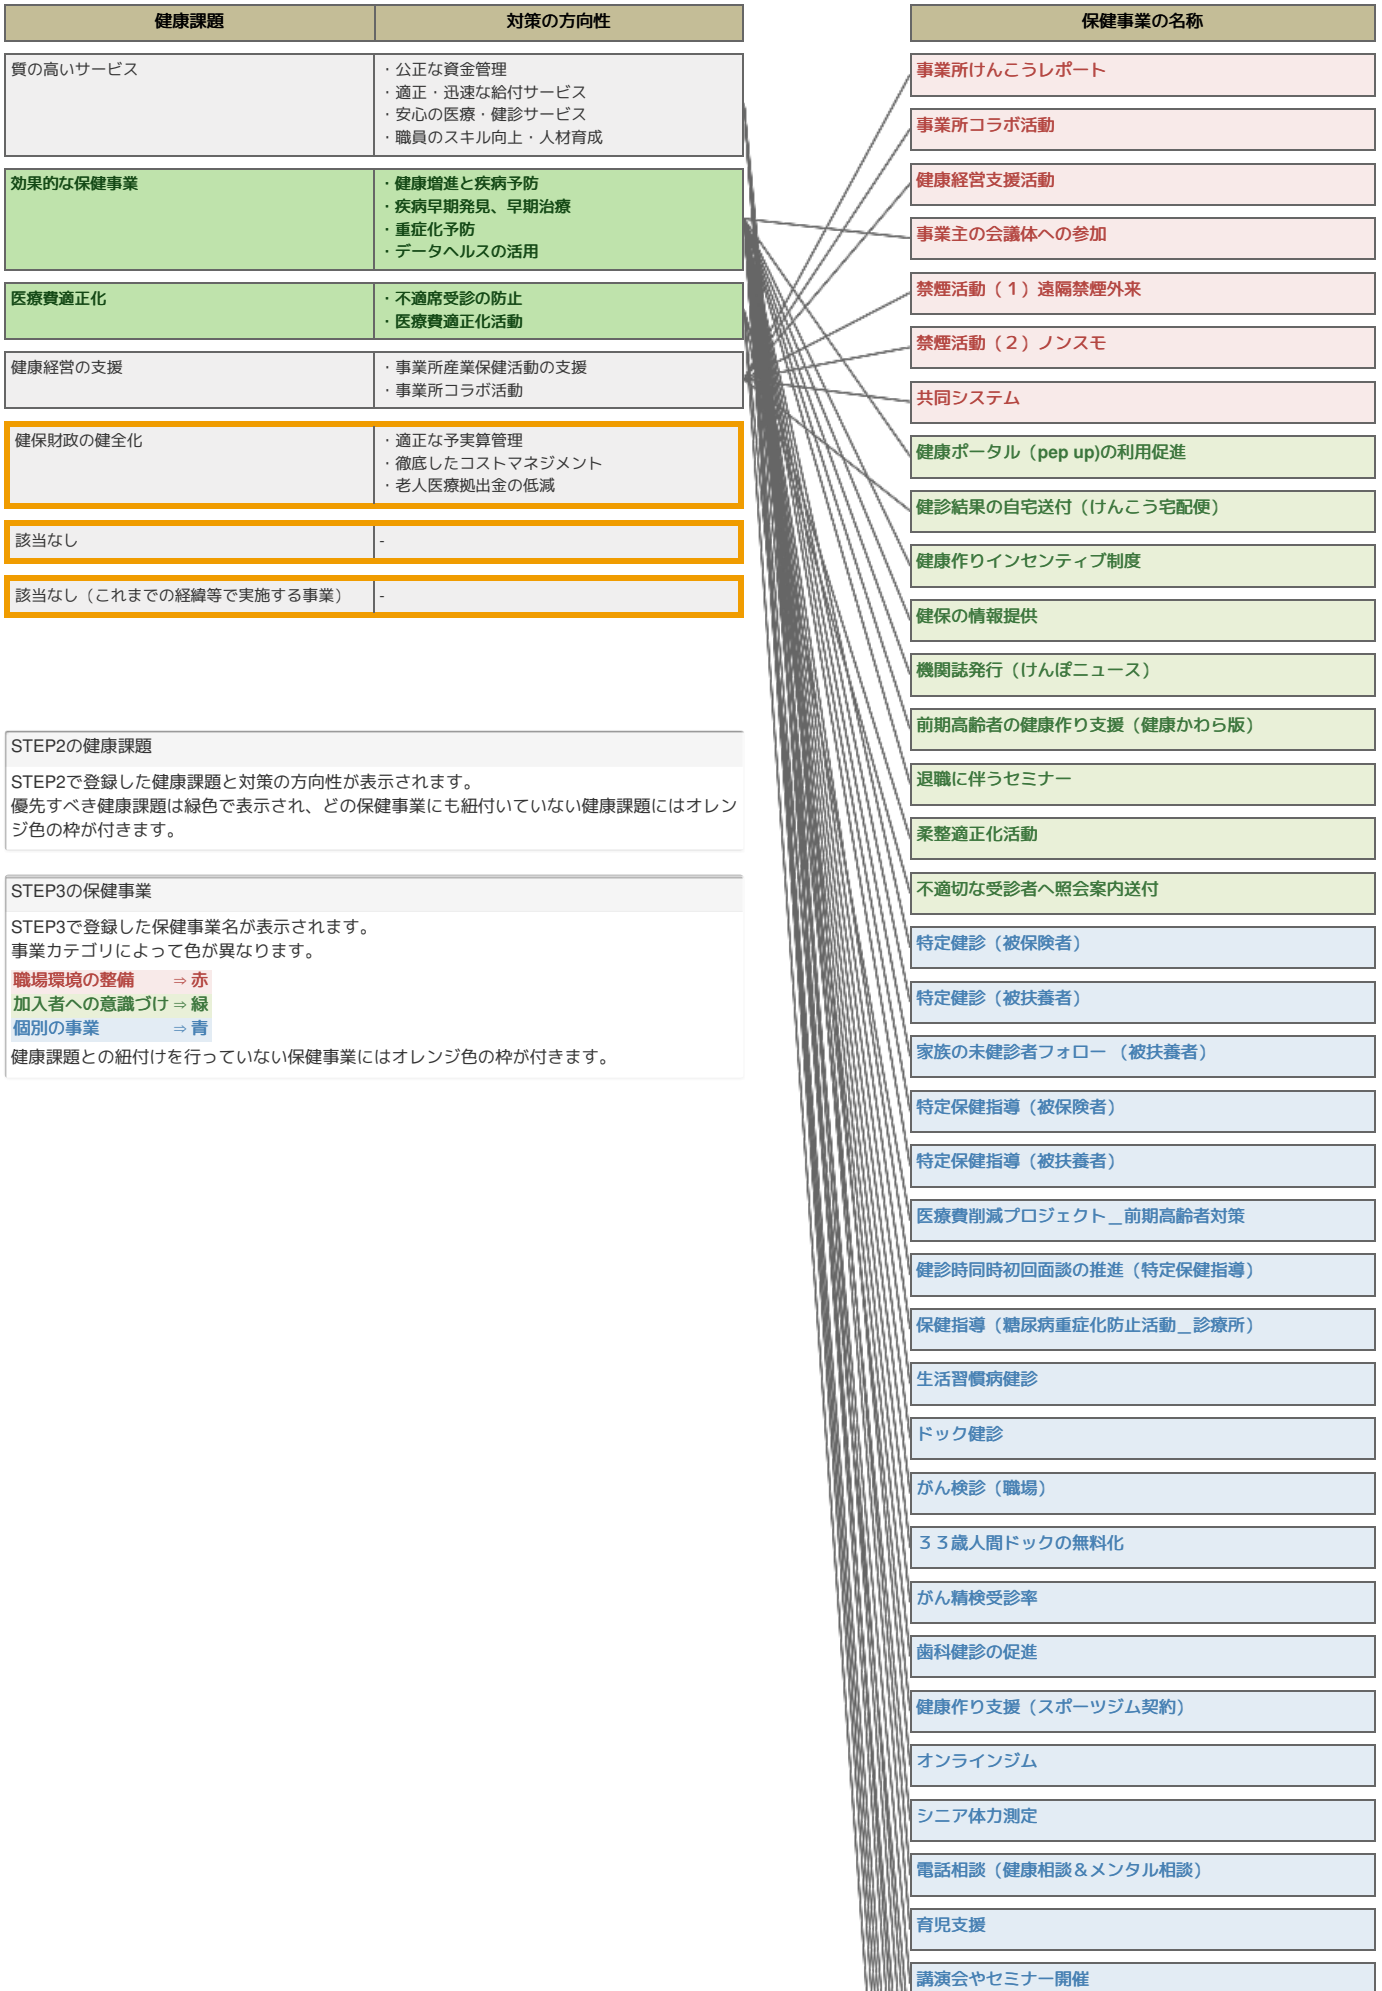 健康課題
対策の方向性
質の高いサービス
・公正な資金管理
・適正・迅速な給付サービス
・安心の医療・健診サービス
・職員のスキル向上・人材育成
効果的な保健事業
・健康増進と疾病予防
・疾病早期発見、早期治療
・重症化予防
・データヘルスの活用
医療費適正化
・不適席受診の防止
・医療費適正化活動
健康経営の支援
・事業所産業保健活動の支援
・事業所コラボ活動
健保財政の健全化
・適正な予実算管理
・徹底したコストマネジメント
・老人医療拠出金の低減
該当なし
-
該当なし（これまでの経緯等で実施する事業）
-
STEP2の健康課題
STEP2で登録した健康課題と対策の方向性が表示されます。
優先すべき健康課題は緑色で表示され、どの保健事業にも紐付いていない健康課題にはオレン
ジ色の枠が付きます。
STEP3の保健事業
STEP3で登録した保健事業名が表示されます。
事業カテゴリによって色が異なります。
職場環境の整備 ⇒ 赤
加入者への意識づけ ⇒ 緑
個別の事業 ⇒ 青
健康課題との紐付けを行っていない保健事業にはオレンジ色の枠が付きます。
保健事業の名称
事業所けんこうレポート
事業所コラボ活動
健康経営支援活動
事業主の会議体への参加
禁煙活動（１）遠隔禁煙外来
禁煙活動（２）ノンスモ
共同システム
健康ポータル（pep up)の利用促進
健診結果の自宅送付（けんこう宅配便）
健康作りインセンティブ制度
健保の情報提供
機関誌発行（けんぽニュース）
前期高齢者の健康作り支援（健康かわら版）
退職に伴うセミナー
柔整適正化活動
不適切な受診者へ照会案内送付
特定健診（被保険者）
特定健診（被扶養者）
家族の未健診者フォロー （被扶養者）
特定保健指導（被保険者）
特定保健指導（被扶養者）
医療費削減プロジェクト＿前期高齢者対策
健診時同時初回面談の推進（特定保健指導）
保健指導（糖尿病重症化防止活動＿診療所）
生活習慣病健診
ドック健診
がん検診（職場）
３３歳人間ドックの無料化
がん精検受診率
歯科健診の促進
健康作り支援（スポーツジム契約）
オンラインジム
シニア体力測定
電話相談（健康相談＆メンタル相談）
育児支援
講演会やセミナー開催